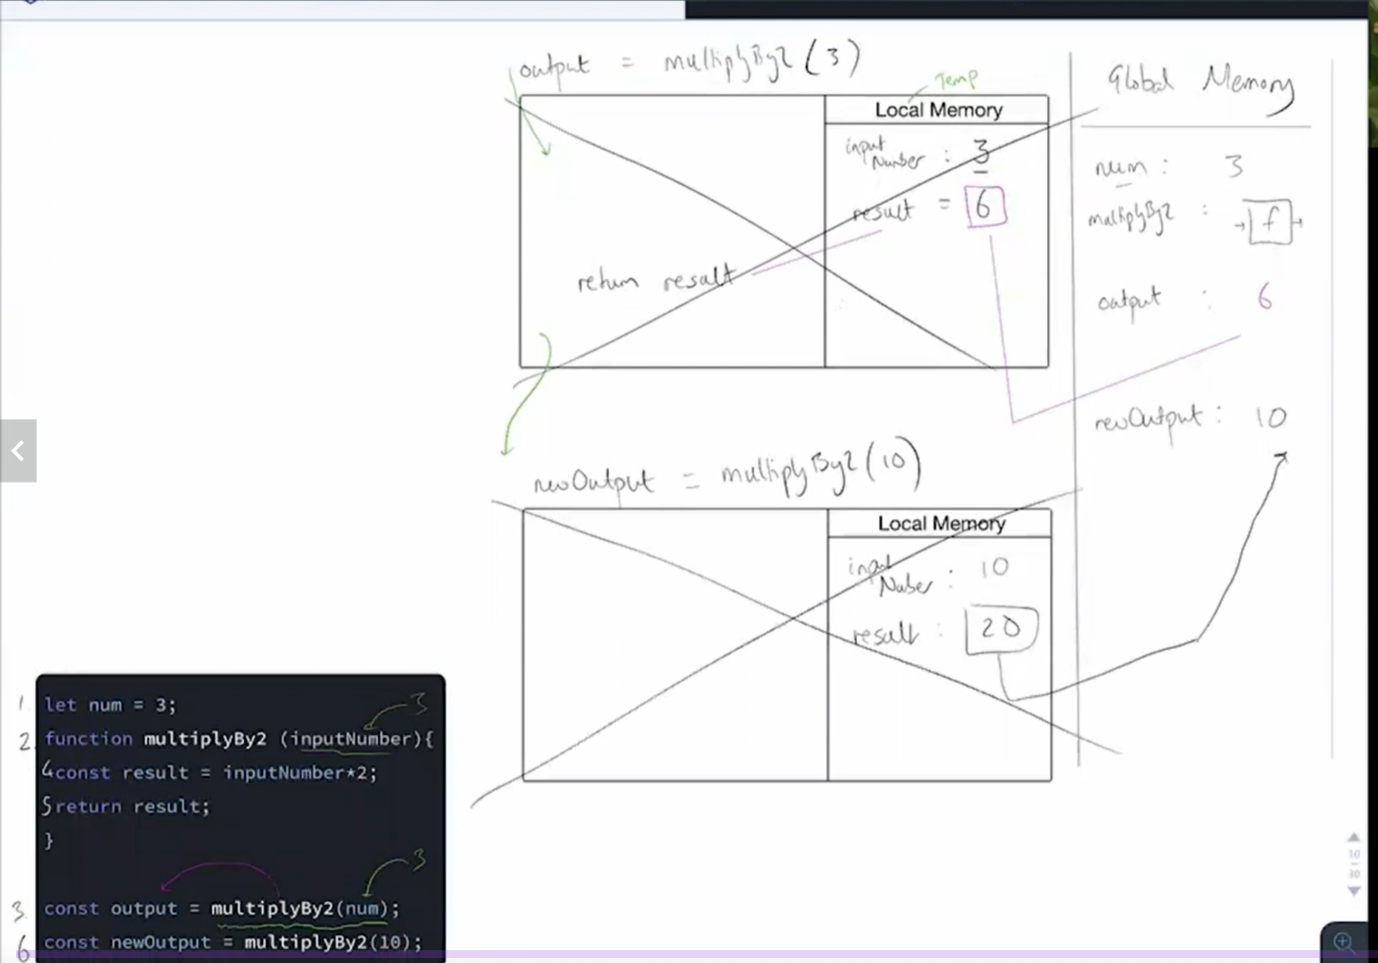 output = multiplyBy2 (3)
Temp
Local Memory
input Number : 3
result = 6
return result
Global Memory
num : 3
multiplyBy2 : f
output : 6
newOutput : 10
newOutput = multiplyBy2 (10)
Local Memory
input Nuber : 10
result : 20
1 let num = 3;
3
2 function multiplyBy2 (inputNumber){
4 const result = inputNumber*2;
5 return result;
}
3
3 const output = multiplyBy2(num);
6 const newOutput = multiplyBy2(10);
10
30